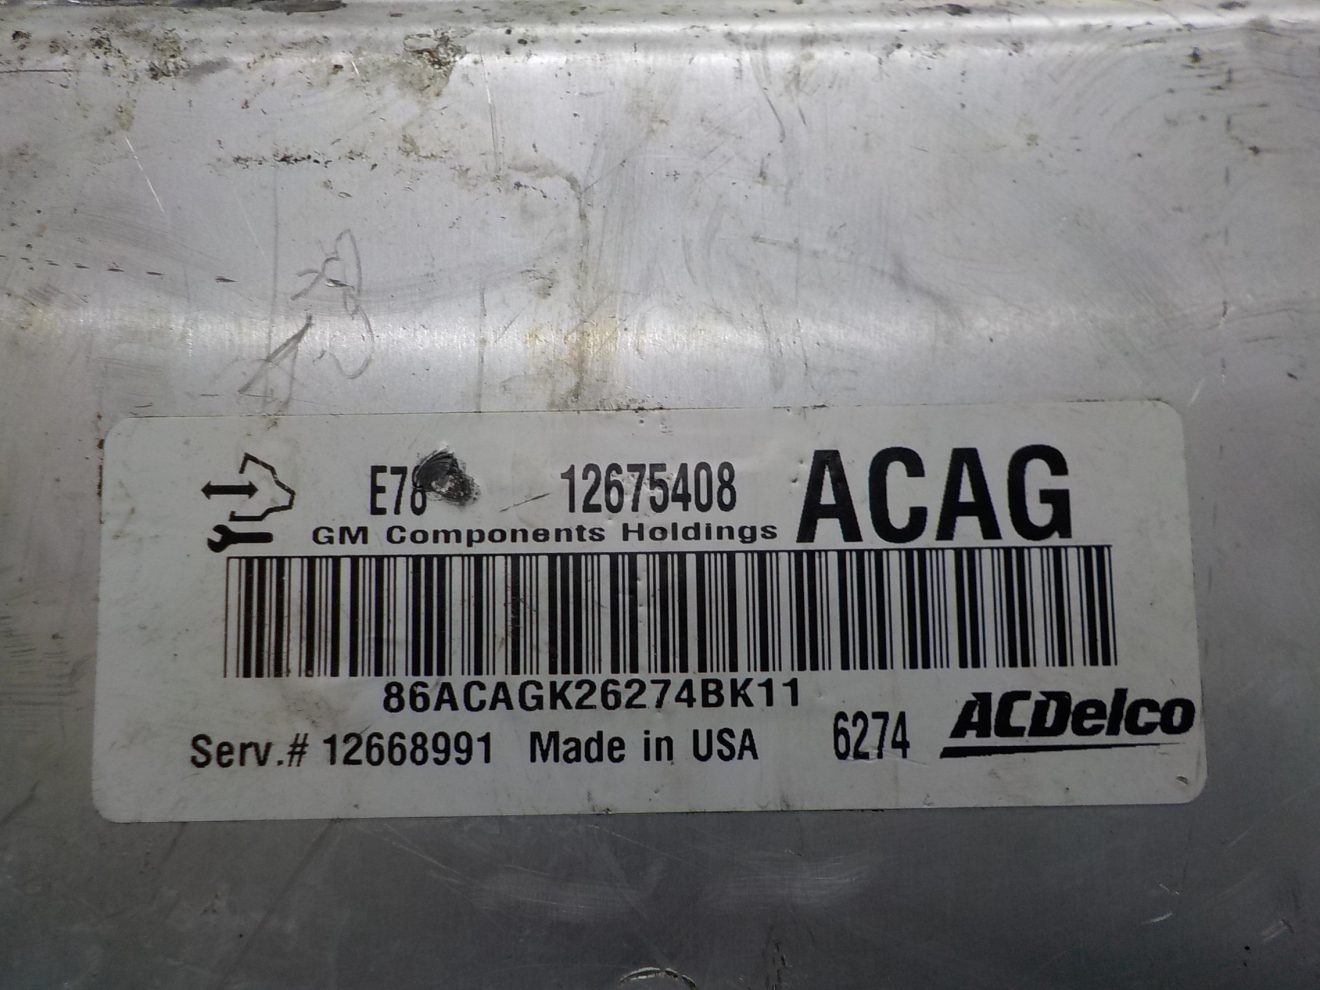 E78 12675408 ACAG
GM Components Holdings
86ACAGK26274BK11
Serv.# 12668991 Made in USA 6274 ACDelco